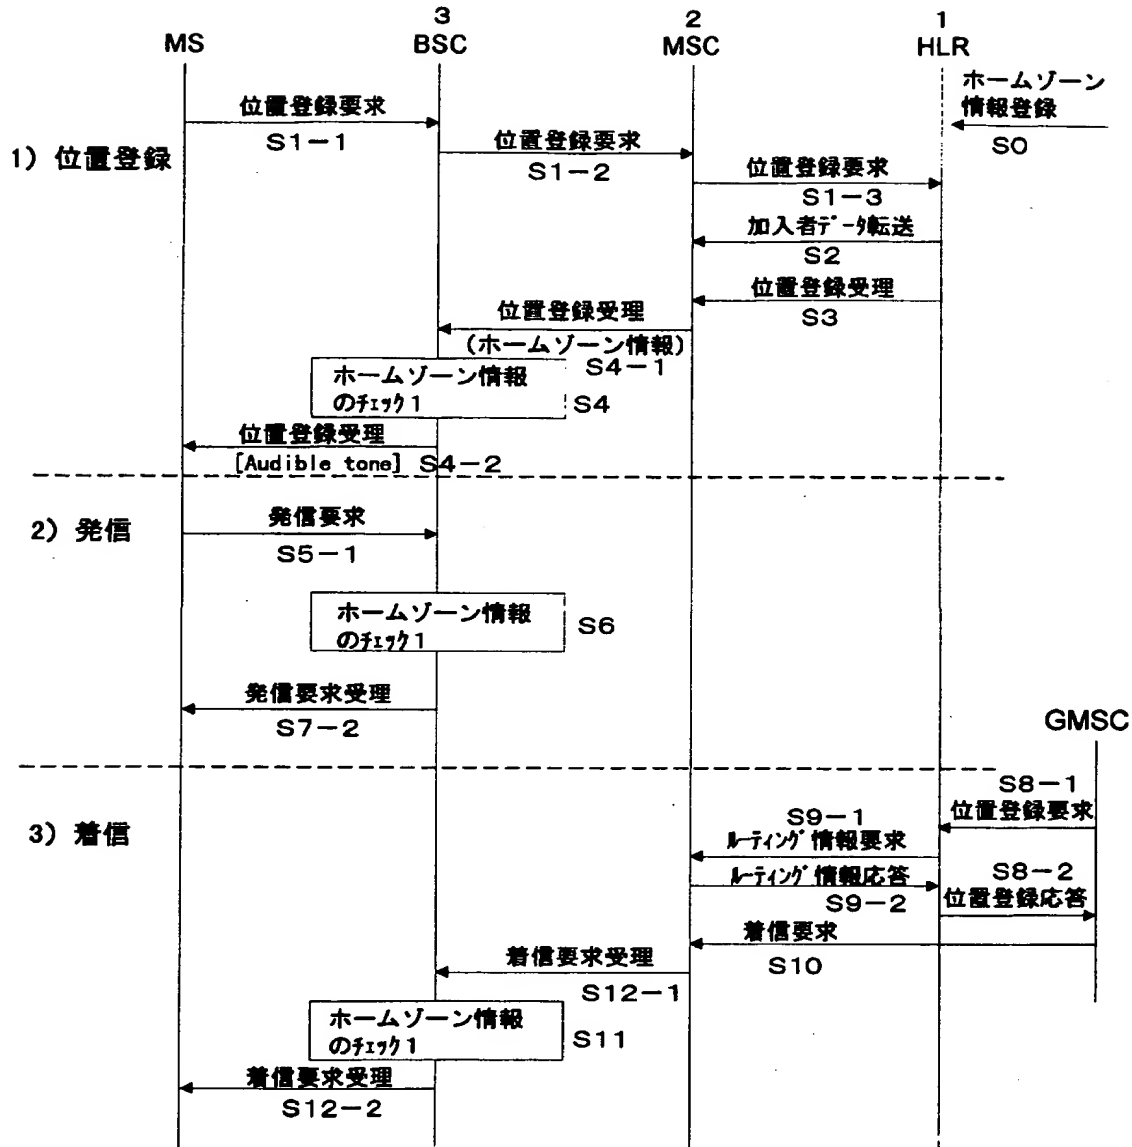 3
2
1
MS
BSC
MSC
HLR
ホームゾーン
情報登録
S0
位置登録要求
S1-1
1) 位置登録
位置登録要求
S1-2
位置登録要求
S1-3
加入者データ転送
S2
位置登録受理
S3
位置登録受理
(ホームゾーン情報)
S4-1
ホームゾーン情報
のチェック1
S4
位置登録受理
[Audible tone]
S4-2
2) 発信
発信要求
S5-1
ホームゾーン情報
のチェック1
S6
発信要求受理
S7-2
GMSC
3) 着信
S8-1
位置登録要求
S9-1
ルーティング情報要求
ルーティング情報応答
S9-2
S8-2
位置登録応答
着信要求
S10
着信要求受理
S12-1
ホームゾーン情報
のチェック1
S11
着信要求受理
S12-2